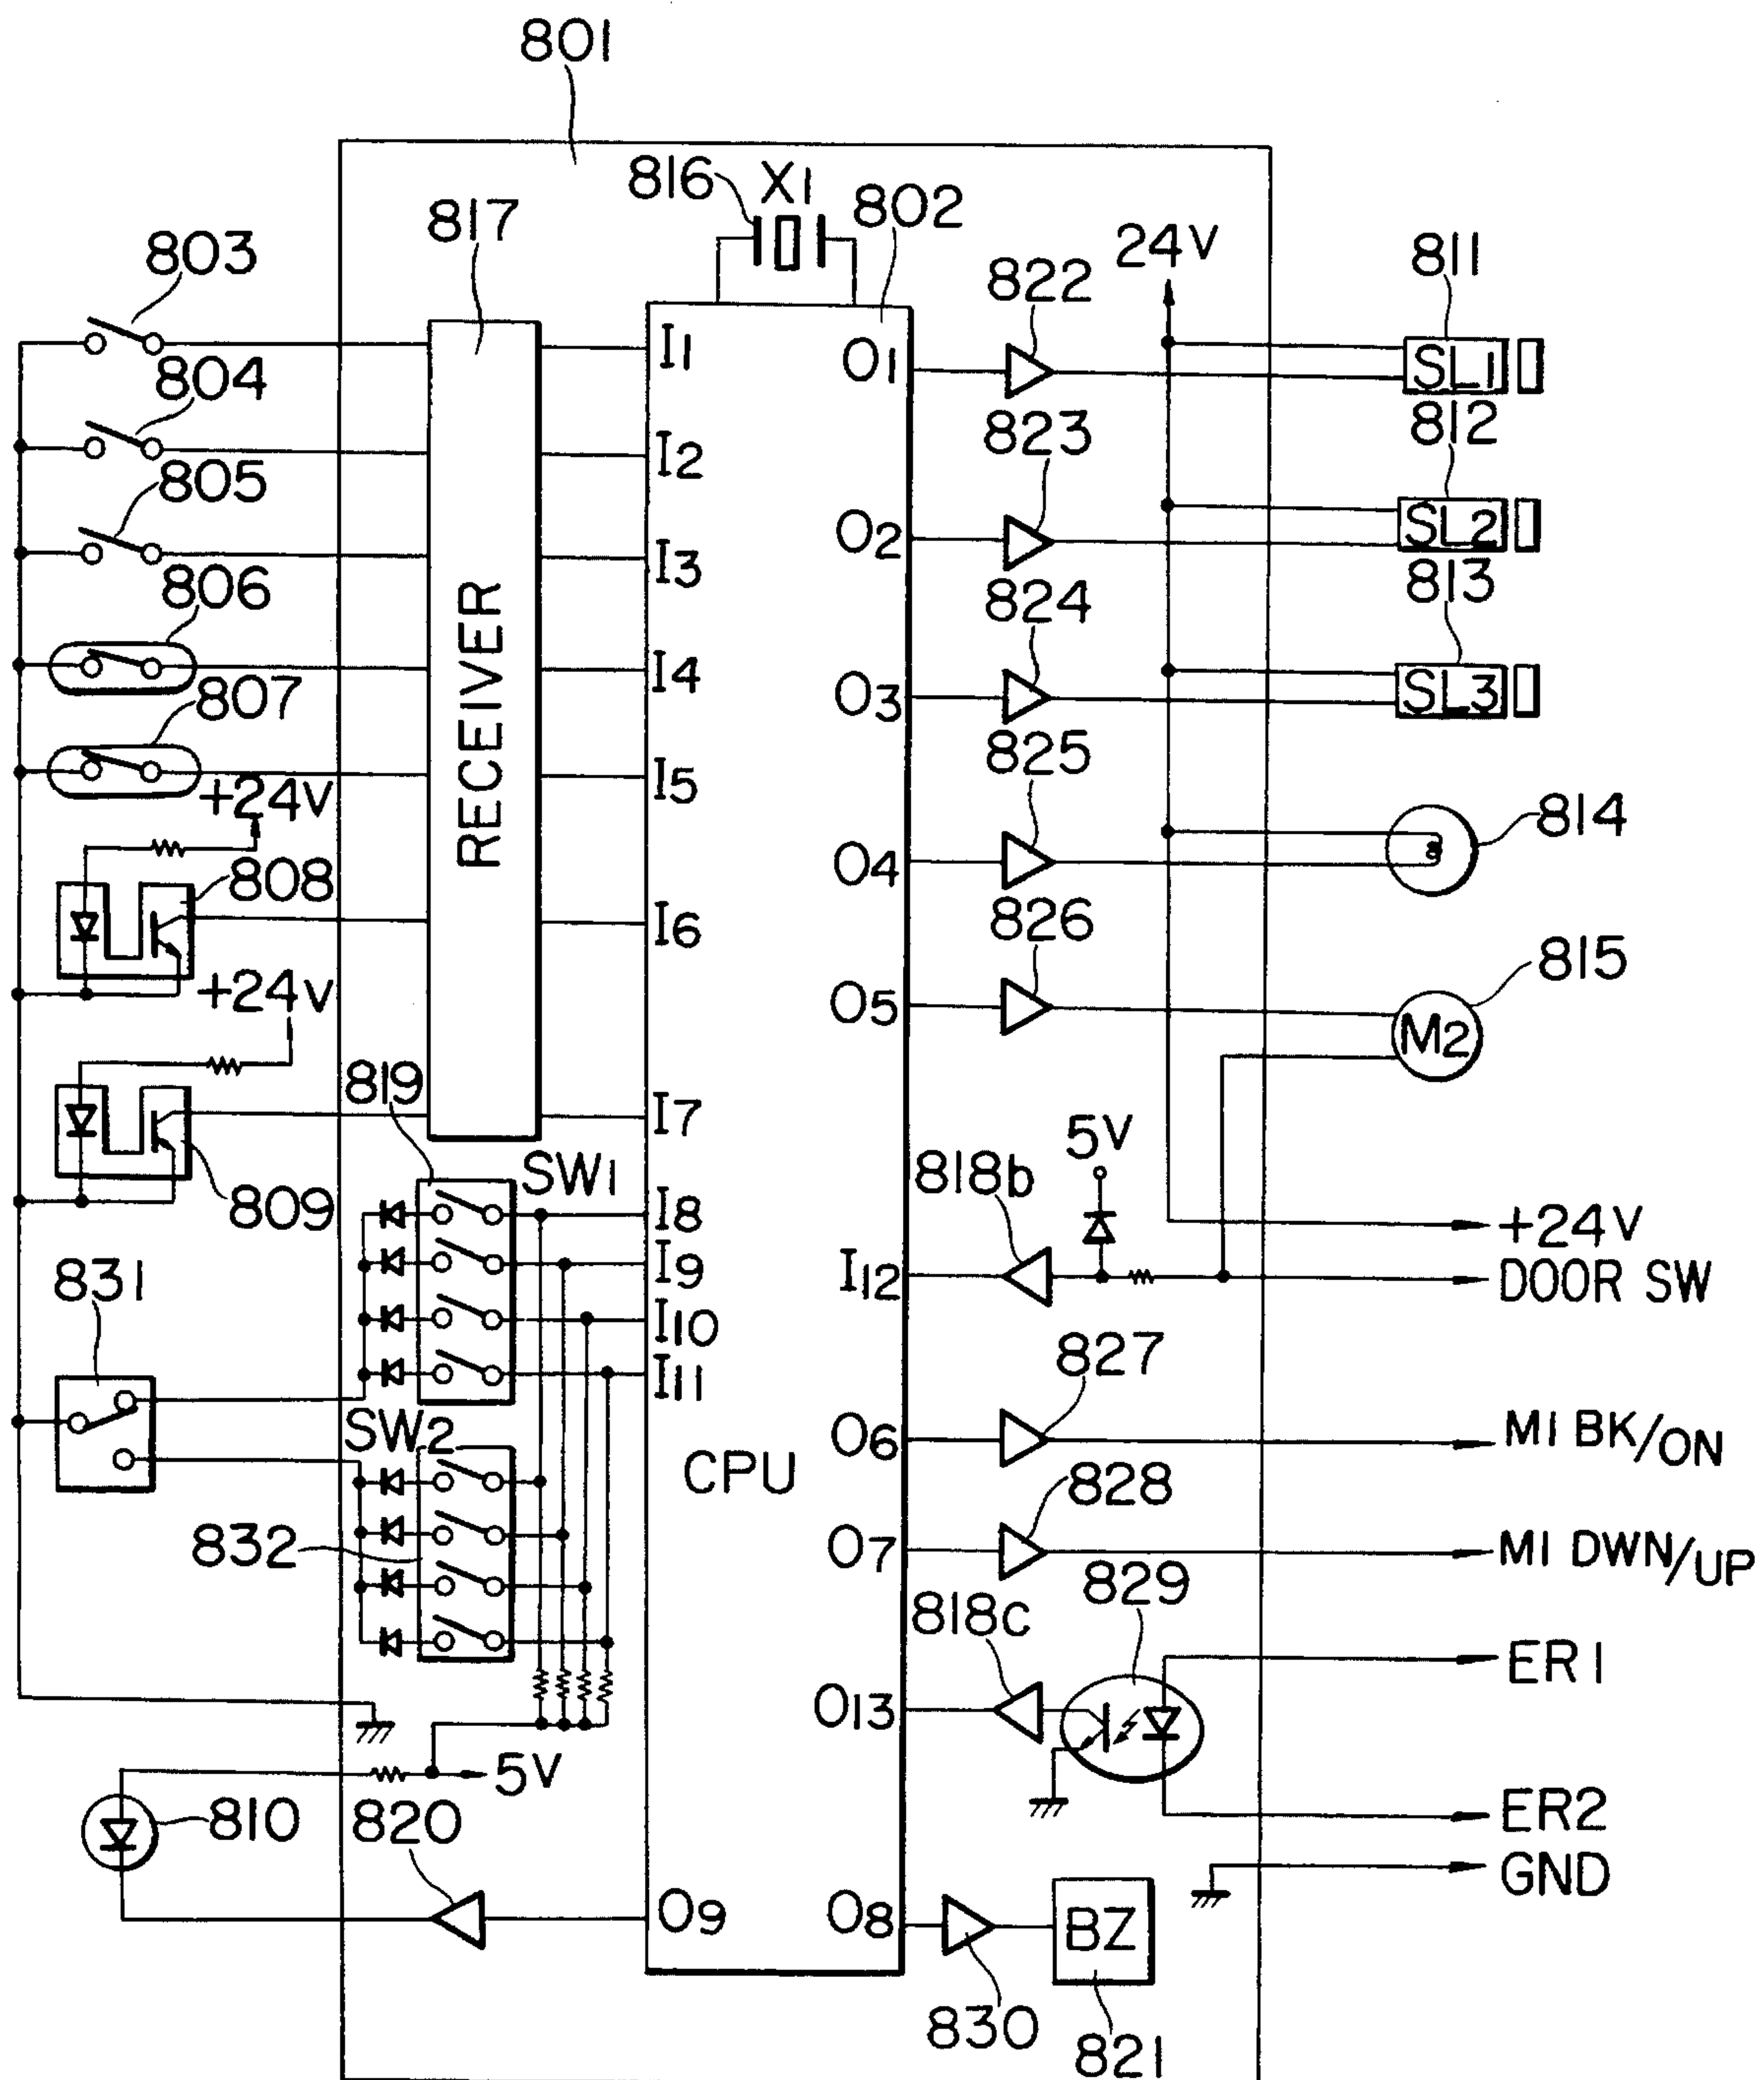 801
816 X1
802
817
803
24V
811
822
I1
O1
SL1
804
812
823
I2
805
O2
SL2
I3
813
806
824
RECEIVER
I4
O3
SL3
807
825
I5
+24V
814
O4
808
826
I6
815
+24V
O5
M2
819
I7
5V
SW1
818b
809
I8
+24V
I9
I12
DOOR SW
831
I10
827
I11
SW2
O6
M1 BK/ON
CPU
828
832
O7
M1 DWN/UP
829
818c
ER1
O13
5V
810
820
ER2
GND
O9
O8
BZ
830
821